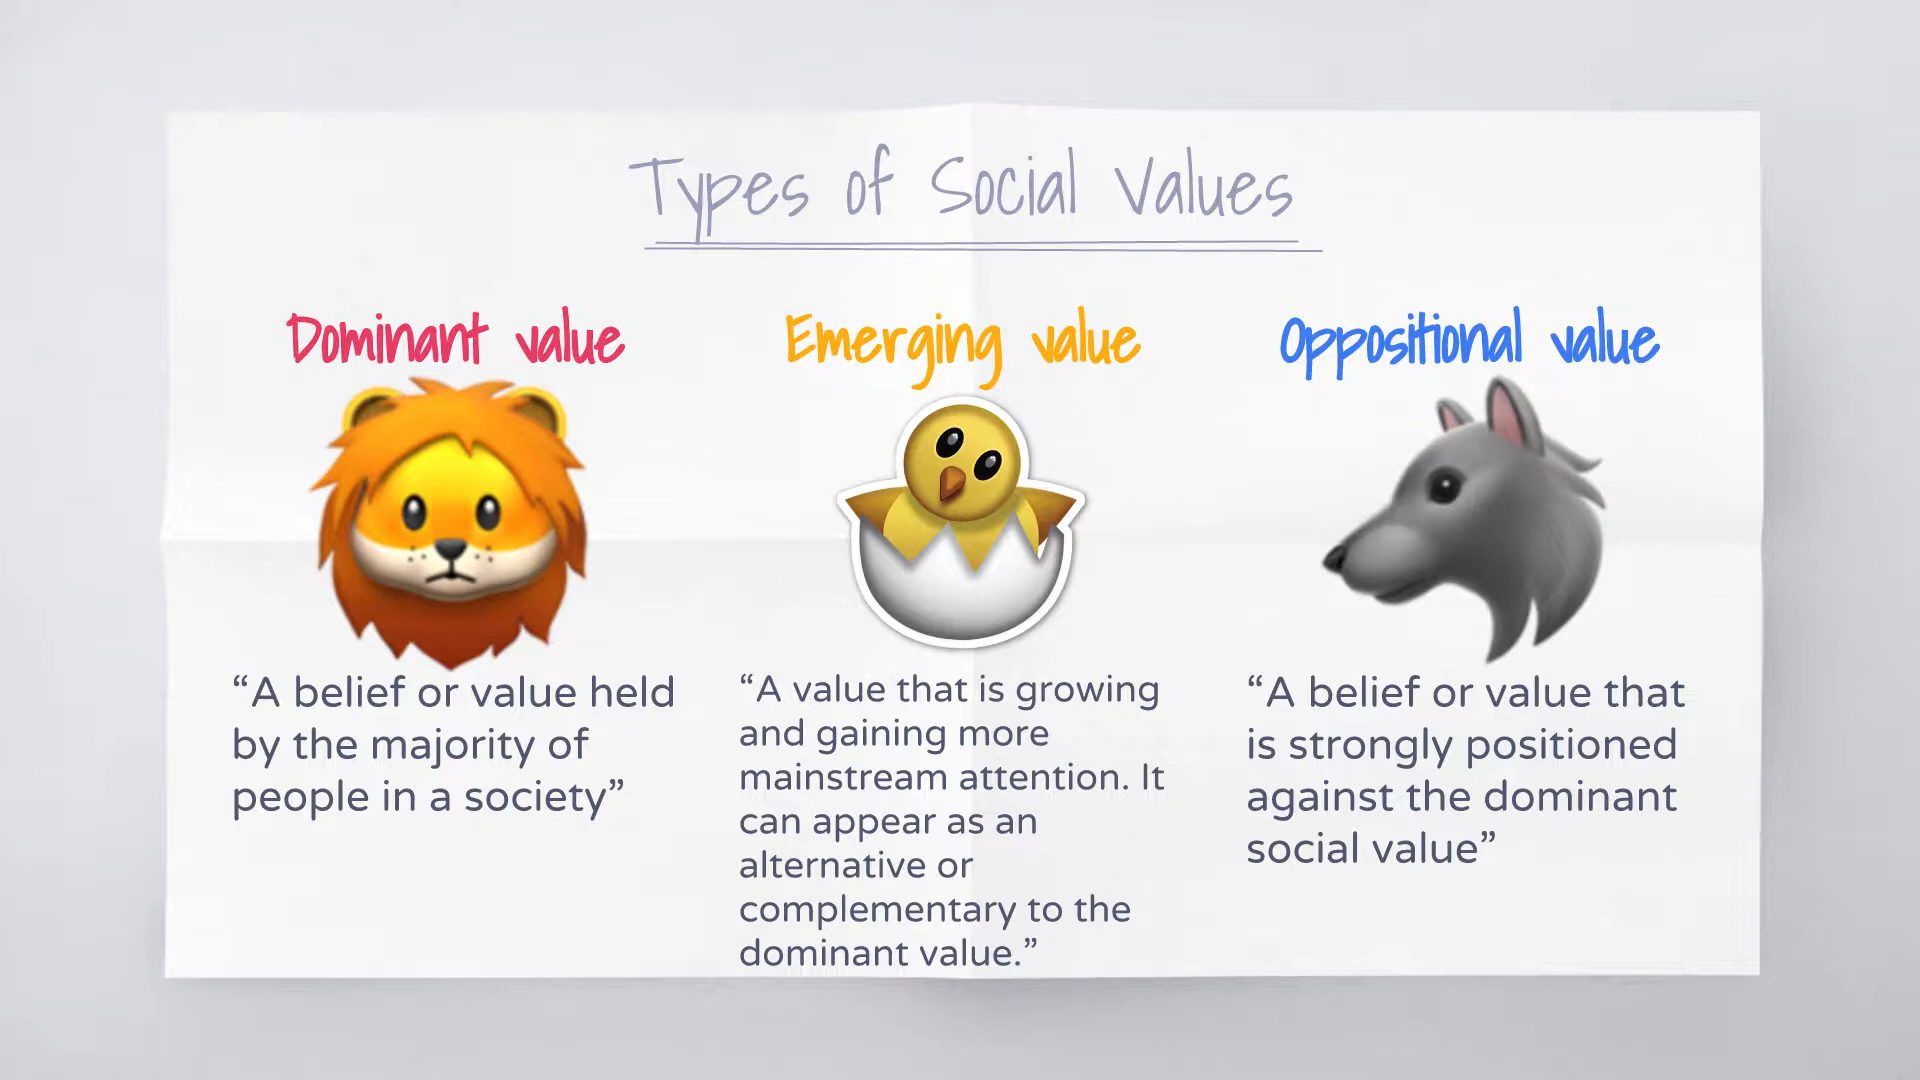 Types of Social Values
Dominant value
“A belief or value held
by the majority of
people in a society”
Emerging value
“A value that is growing
and gaining more
mainstream attention. It
can appear as an
alternative or
complementary to the
dominant value.”
Oppositional value
“A belief or value that
is strongly positioned
against the dominant
social value”